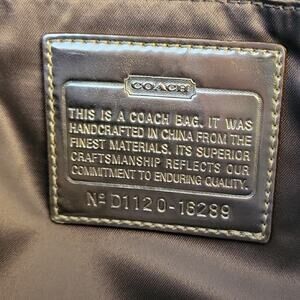 COACH
THIS IS A COACH BAG. IT WAS
HANDCRAFTED IN CHINA FROM THE
FINEST MATERIALS. ITS SUPERIOR
CRAFTSMANSHIP REFLECTS OUR
COMMITMENT TO ENDURING QUALITY.
Nº D1120-16289